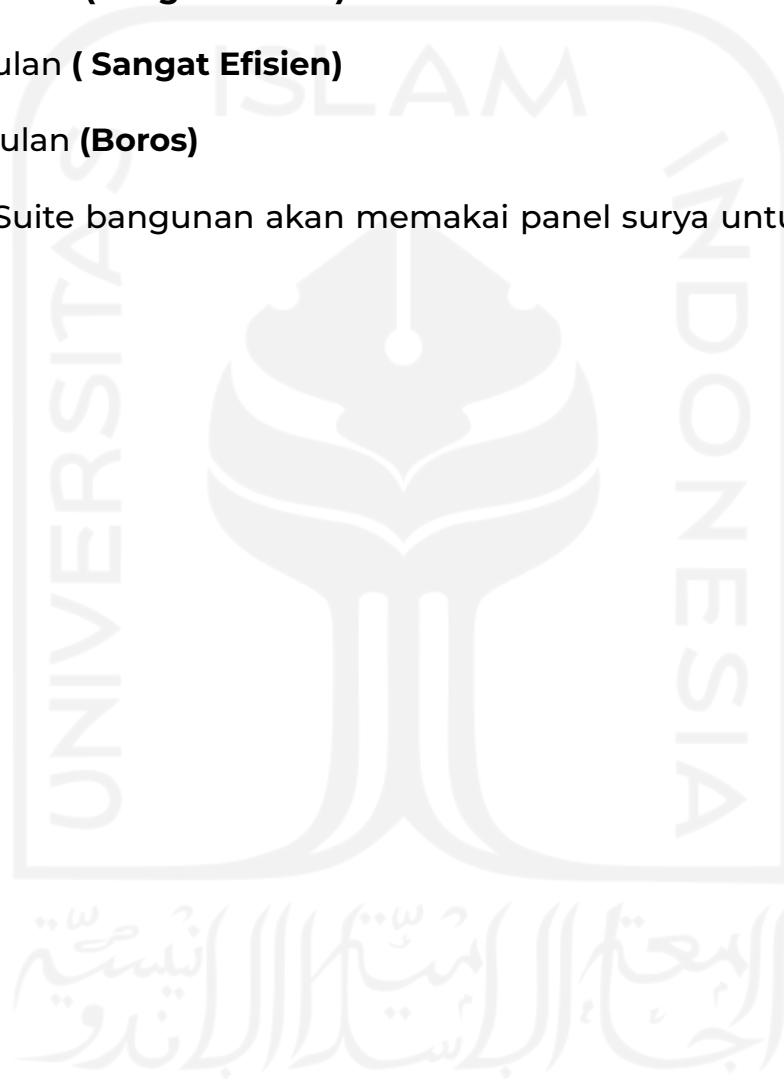 ulan ( Sangat Efisien)
ulan (Boros)
Suite bangunan akan memakai panel surya untu
ISLAM
UNIVERSITAS
INDONESIA